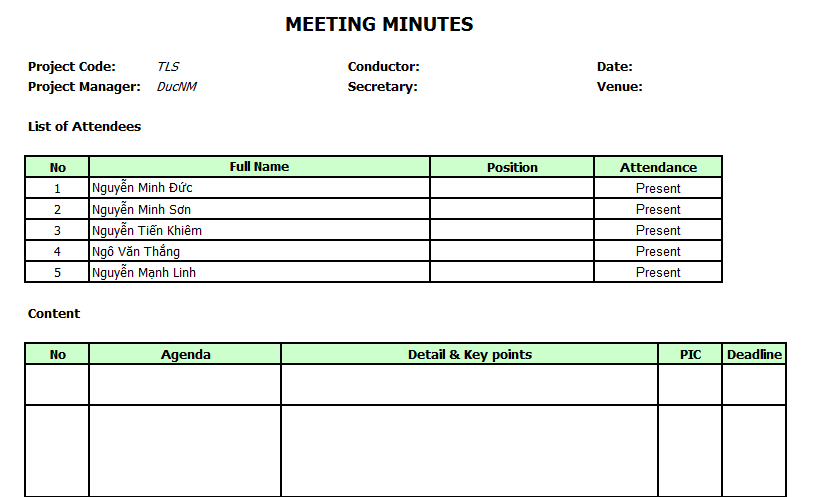 MEETING MINUTES
Project Code: TLS Conductor: Date:
Project Manager: DucNM Secretary: Venue:
List of Attendees
No Full Name Position Attendance
1 Nguyễn Minh Đức Present
2 Nguyễn Minh Sơn Present
3 Nguyễn Tiến Khiêm Present
4 Ngô Văn Thắng Present
5 Nguyễn Mạnh Linh Present
Content
No Agenda Detail & Key points PIC Deadline